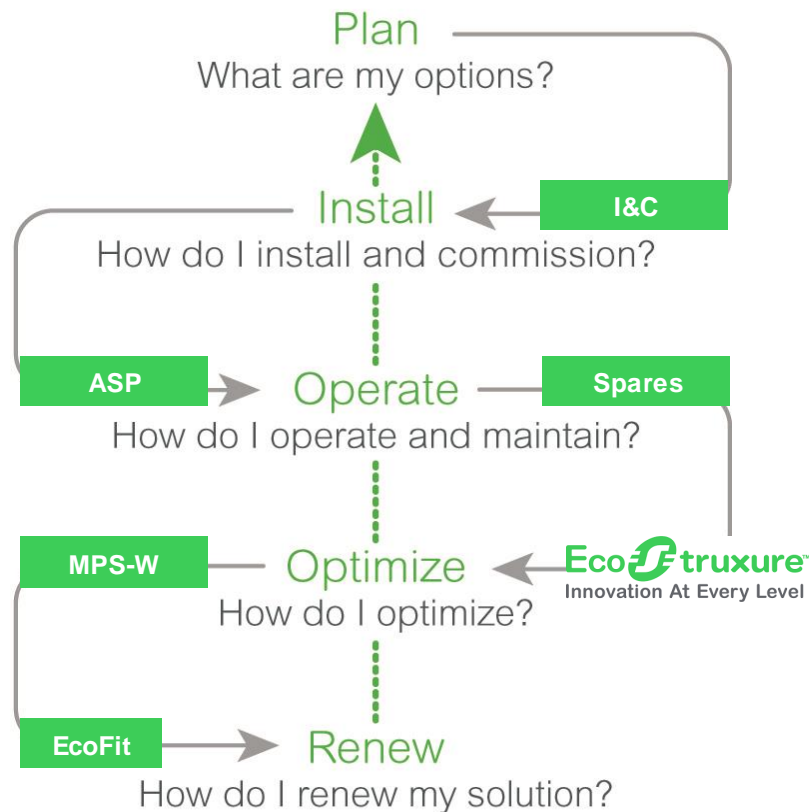 Plan
What are my options?
Install
I&C
How do I install and commission?
ASP
Operate
Spares
How do I operate and maintain?
MPS-W
Optimize
EcoStruxure™
Innovation At Every Level
How do I optimize?
EcoFit
Renew
How do I renew my solution?